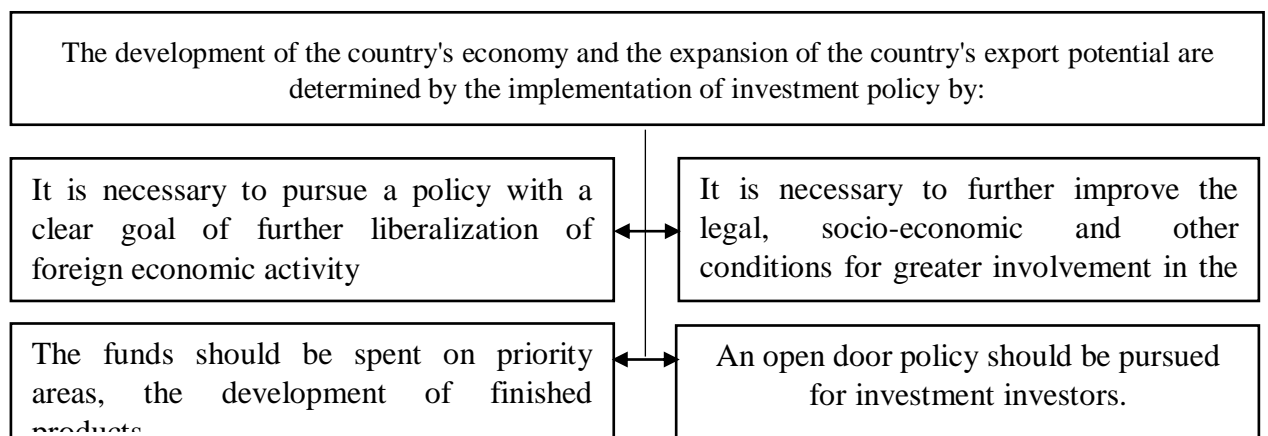 The development of the country's economy and the expansion of the country's export potential are
determined by the implementation of investment policy by:
It is necessary to pursue a policy with a
clear goal of further liberalization of
foreign economic activity
It is necessary to further improve the
legal, socio-economic and other
conditions for greater involvement in the
The funds should be spent on priority
areas, the development of finished
products
An open door policy should be pursued
for investment investors.